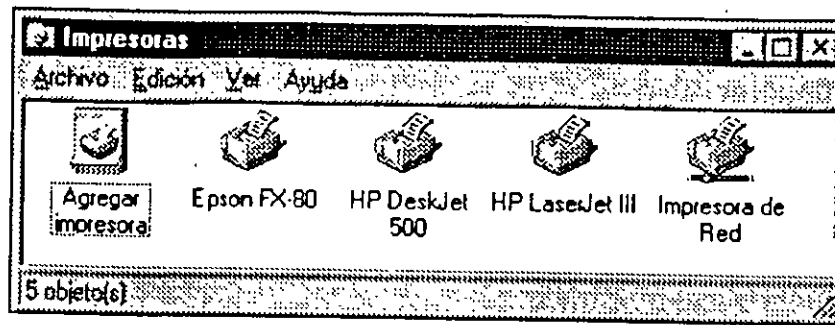 Impresoras
Archivo Edición Ver Ayuda
Agregar impresora
Epson FX-80
HP DeskJet 500
HP LaserJet III
Impresora de Red
5 objeto(s)